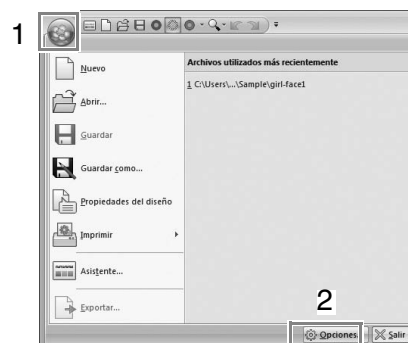 1
Archivos utilizados más recientemente
Nuevo
1 C:\Users\...\Sample\girl-face1
Abrir...
Guardar
Guardar como...
Propiedades del diseño
Imprimir
Asistente...
2
Exportar...
Opciones
Salir